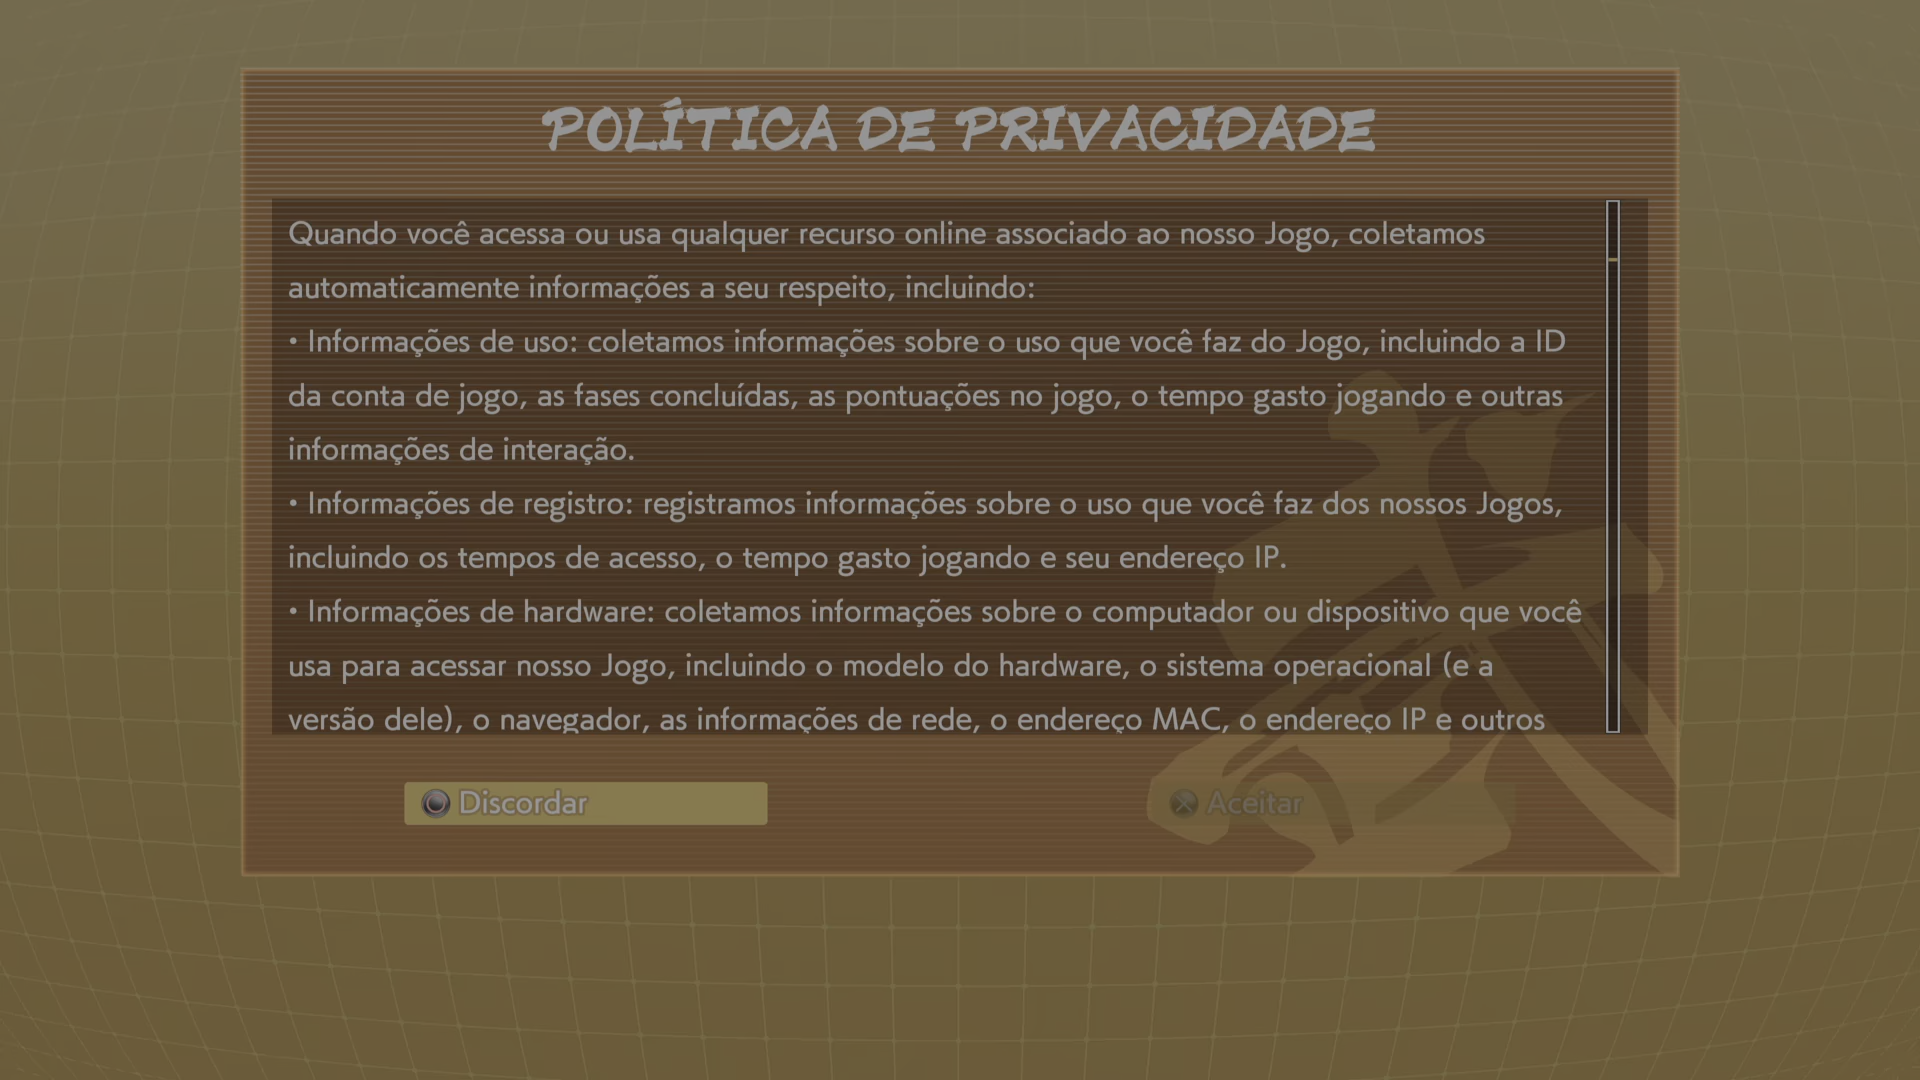 POLÍTICA DE PRIVACIDADE
Quando você acessa ou usa qualquer recurso online associado ao nosso Jogo, coletamos
automaticamente informações a seu respeito, incluindo:
• Informações de uso: coletamos informações sobre o uso que você faz do Jogo, incluindo a ID
da conta de jogo, as fases concluídas, as pontuações no jogo, o tempo gasto jogando e outras
informações de interação.
• Informações de registro: registramos informações sobre o uso que você faz dos nossos Jogos,
incluindo os tempos de acesso, o tempo gasto jogando e seu endereço IP.
• Informações de hardware: coletamos informações sobre o computador ou dispositivo que você
usa para acessar nosso Jogo, incluindo o modelo do hardware, o sistema operacional (e a
versão dele), o navegador, as informações de rede, o endereço MAC, o endereço IP e outros
Discordar
Aceitar